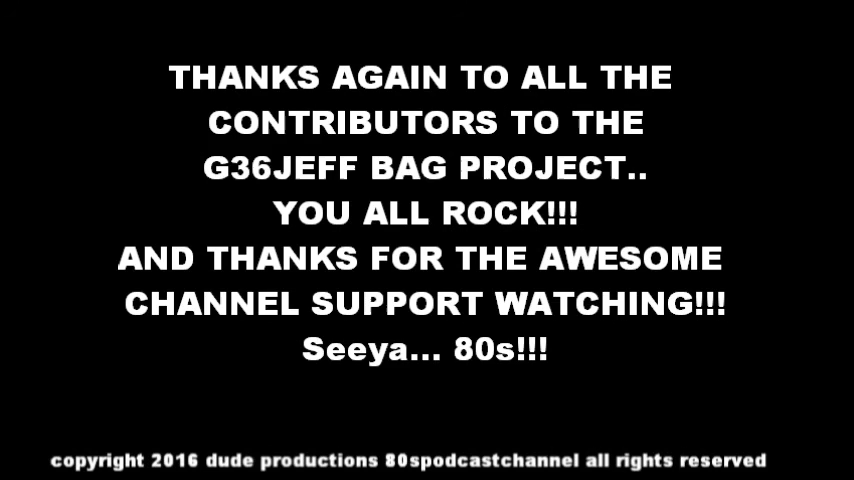 THANKS AGAIN TO ALL THE
CONTRIBUTORS TO THE
G36JEFF BAG PROJECT..
YOU ALL ROCK!!!
AND THANKS FOR THE AWESOME
CHANNEL SUPPORT WATCHING!!!
Seeya... 80s!!!
copyright 2016 dude productions 80spodcastchannel all rights reserved